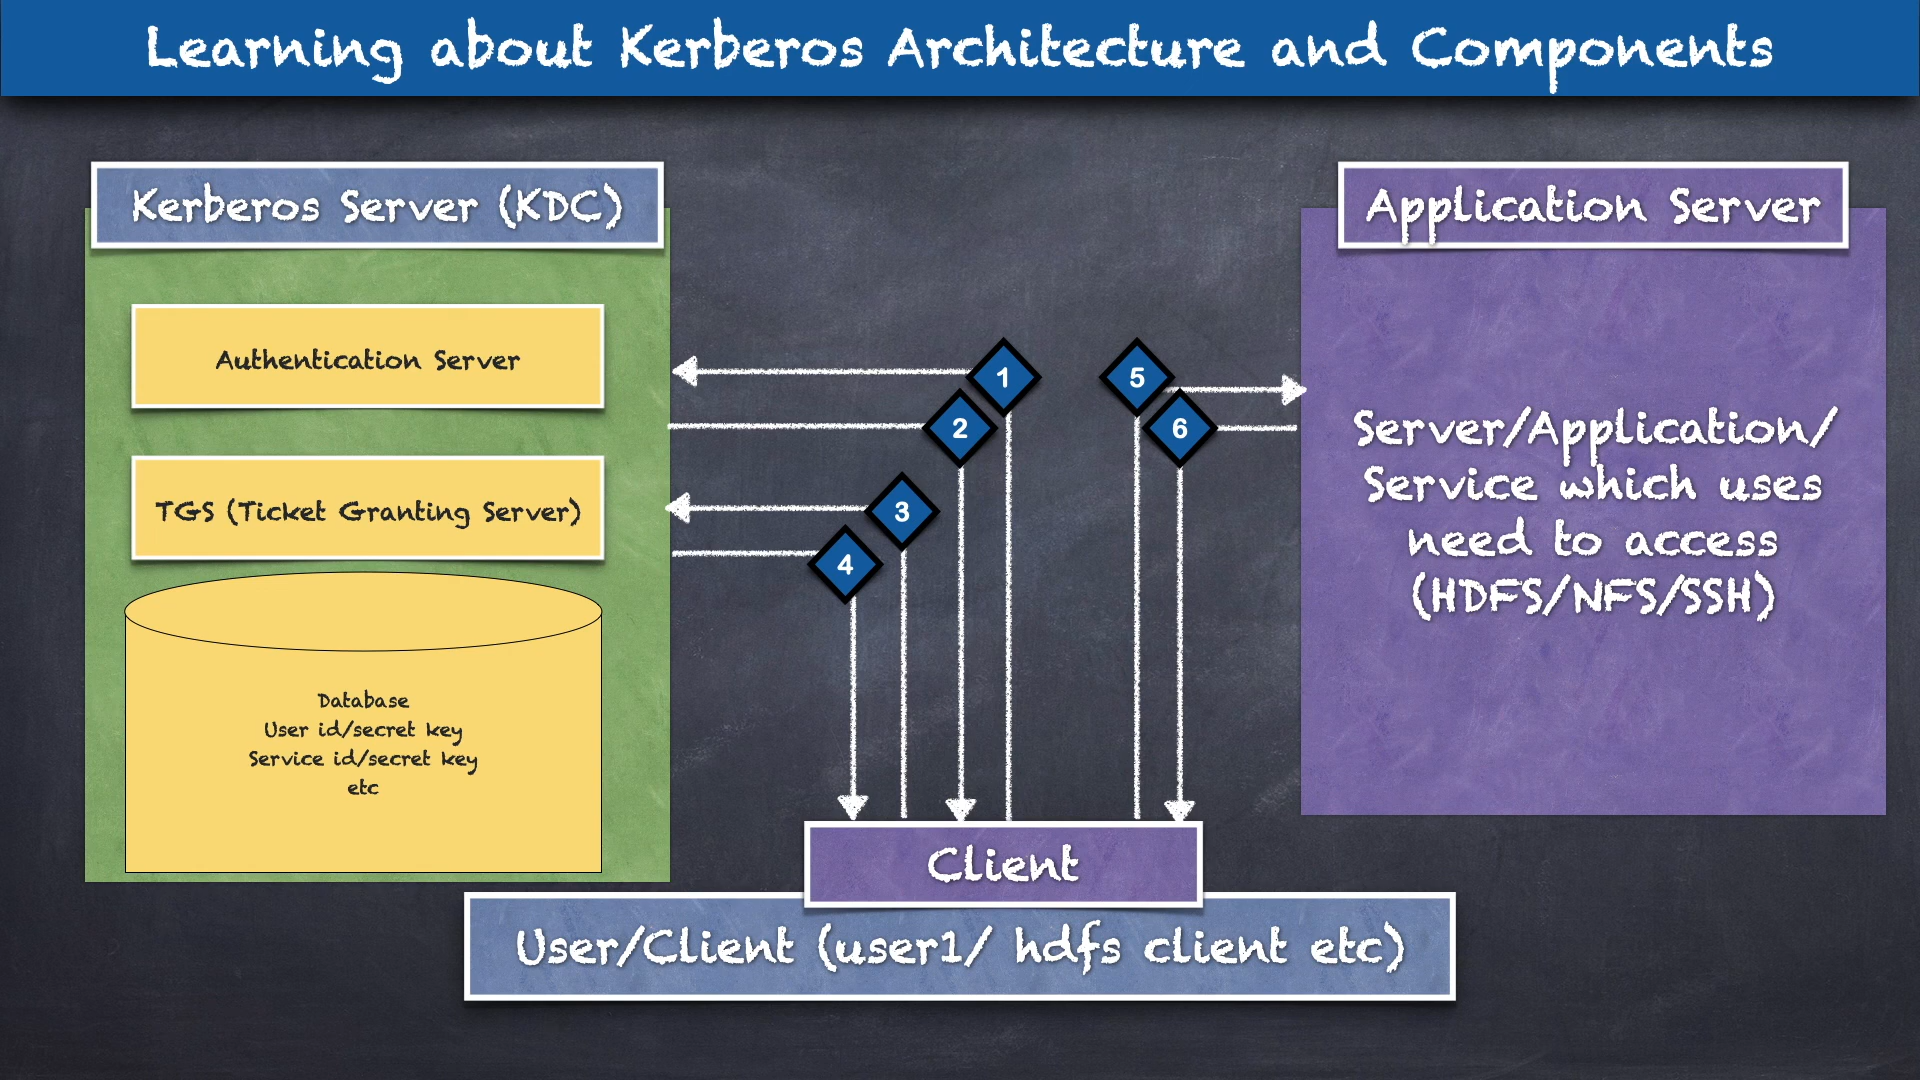 Learning about Kerberos Architecture and Components
Kerberos Server (KDC)
Application Server
Authentication Server
TGS (Ticket Granting Server)
Database
User id/secret key
Service id/secret key
etc
1
2
3
4
5
6
Server/Application/
Service which uses
need to access
(HDFS/NFS/SSH)
Client
User/Client (user1/ hdfs client etc)